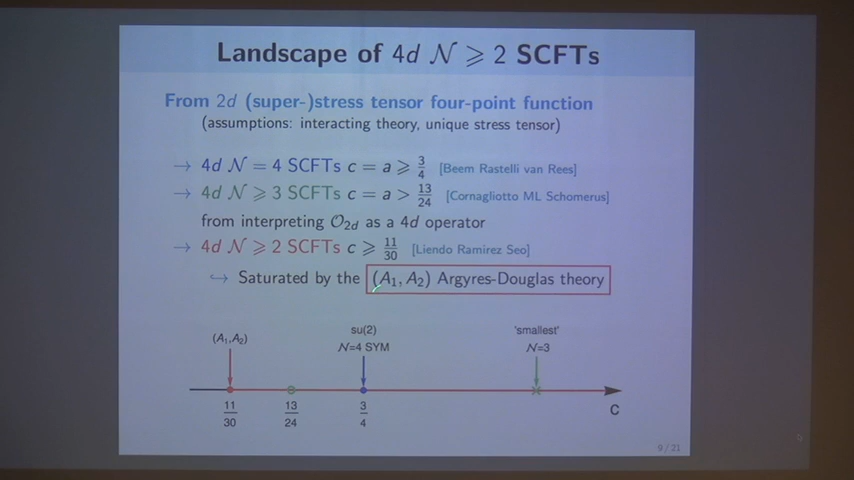 Landscape of 4d 𝒩 ⩾ 2 SCFTs
From 2d (super-)stress tensor four-point function
(assumptions: interacting theory, unique stress tensor)
→ 4d 𝒩 = 4 SCFTs c = a ⩾ 3/4 [Beem Rastelli van Rees]
→ 4d 𝒩 ⩾ 3 SCFTs c = a > 13/24 [Cornagliotto ML Schomerus]
from interpreting 𝒪2d as a 4d operator
→ 4d 𝒩 ⩾ 2 SCFTs c ⩾ 11/30 [Liendo Ramirez Seo]
↪ Saturated by the (A₁, A₂) Argyres-Douglas theory
(A₁,A₂)
su(2)
𝒩=4 SYM
'smallest'
𝒩=3
11/30
13/24
3/4
C
9 / 21